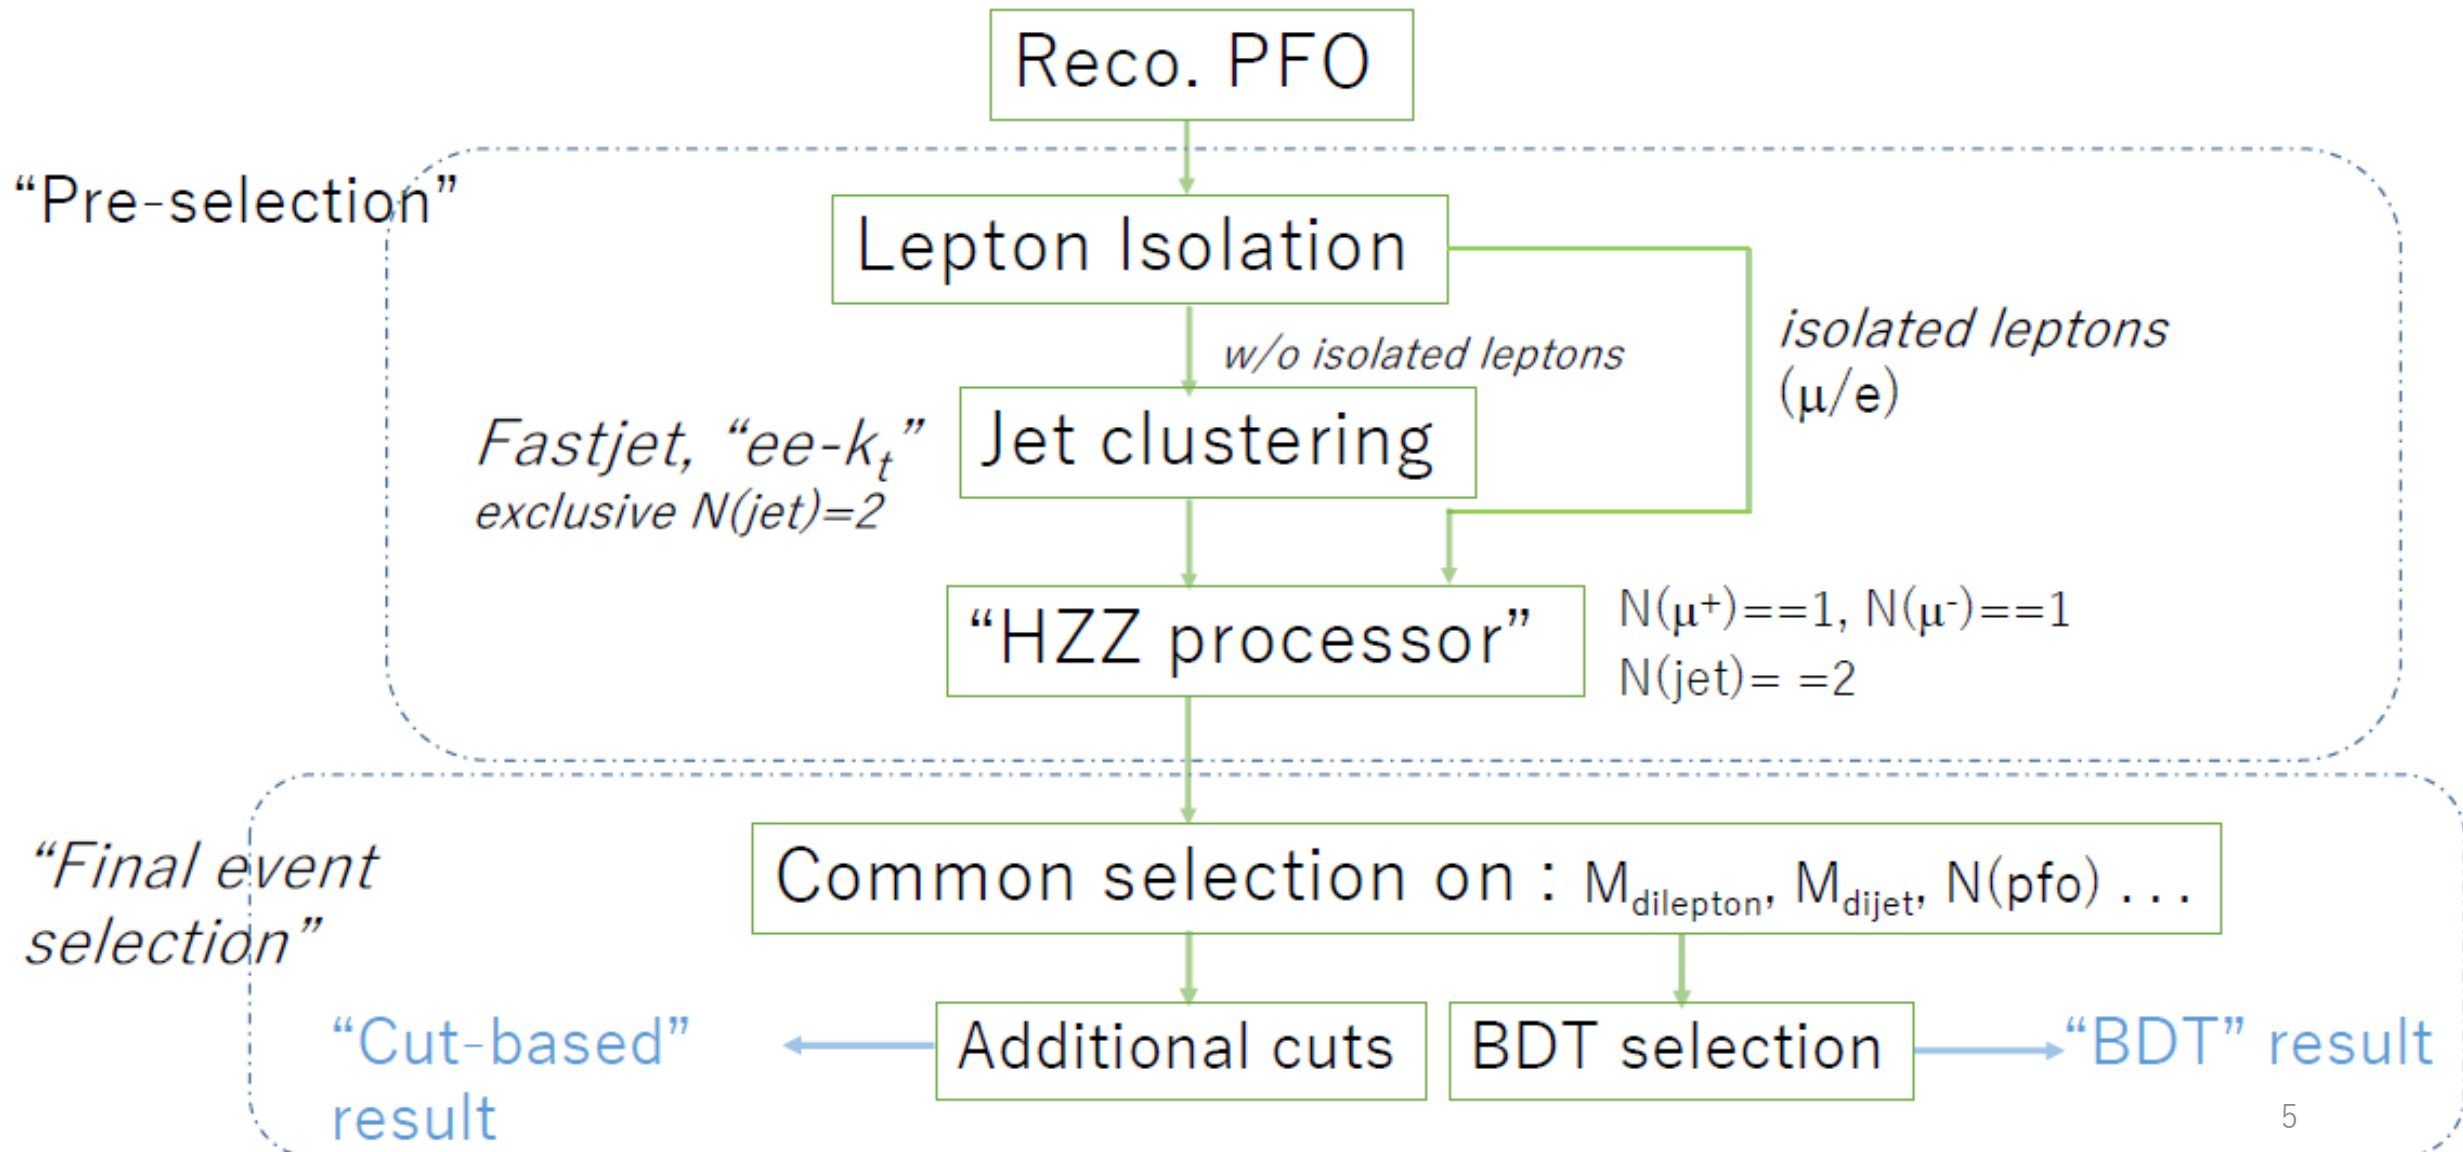 Reco. PFO
“Pre-selection”
Lepton Isolation
w/o isolated leptons
isolated leptons
(μ/e)
Fastjet, “ee-kt”
exclusive N(jet)=2
Jet clustering
“HZZ processor”
N(μ+)==1, N(μ-)==1
N(jet)= =2
“Final event
selection”
Common selection on : Mdilepton, Mdijet, N(pfo) ...
“Cut-based”
result
Additional cuts
BDT selection
“BDT” result
5